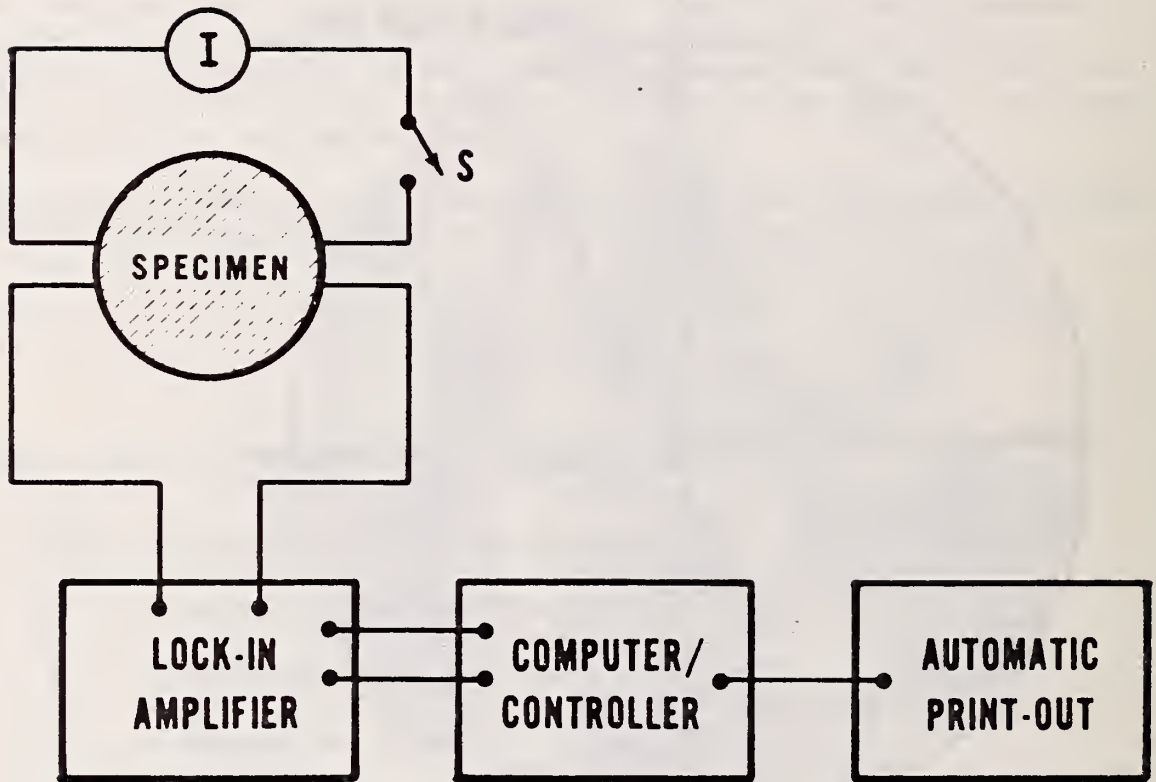 I
S
SPECIMEN
LOCK-IN
AMPLIFIER
COMPUTER/
CONTROLLER
AUTOMATIC
PRINT-OUT